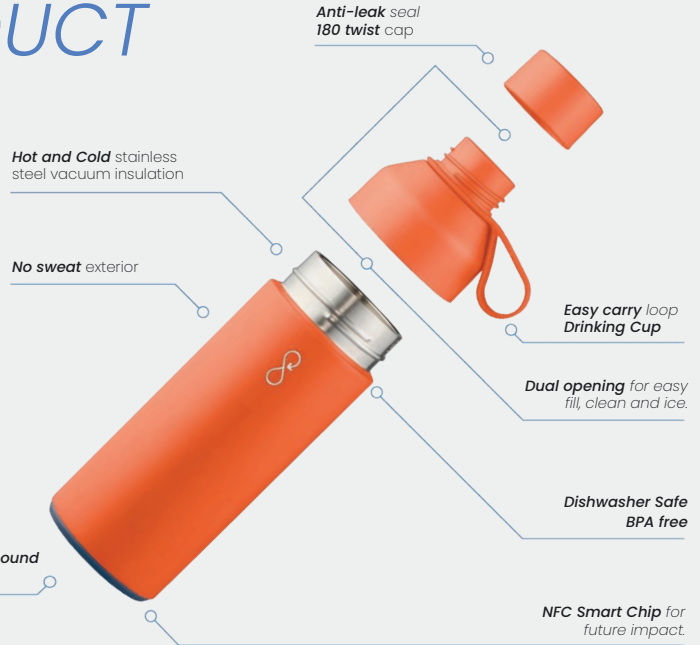 UCT
Anti-leak seal
180 twist cap
Hot and Cold stainless
steel vacuum insulation
No sweat exterior
Easy carry loop
Drinking Cup
Dual opening for easy
fill, clean and ice.
Dishwasher Safe
BPA free
ound
NFC Smart Chip for
future impact.